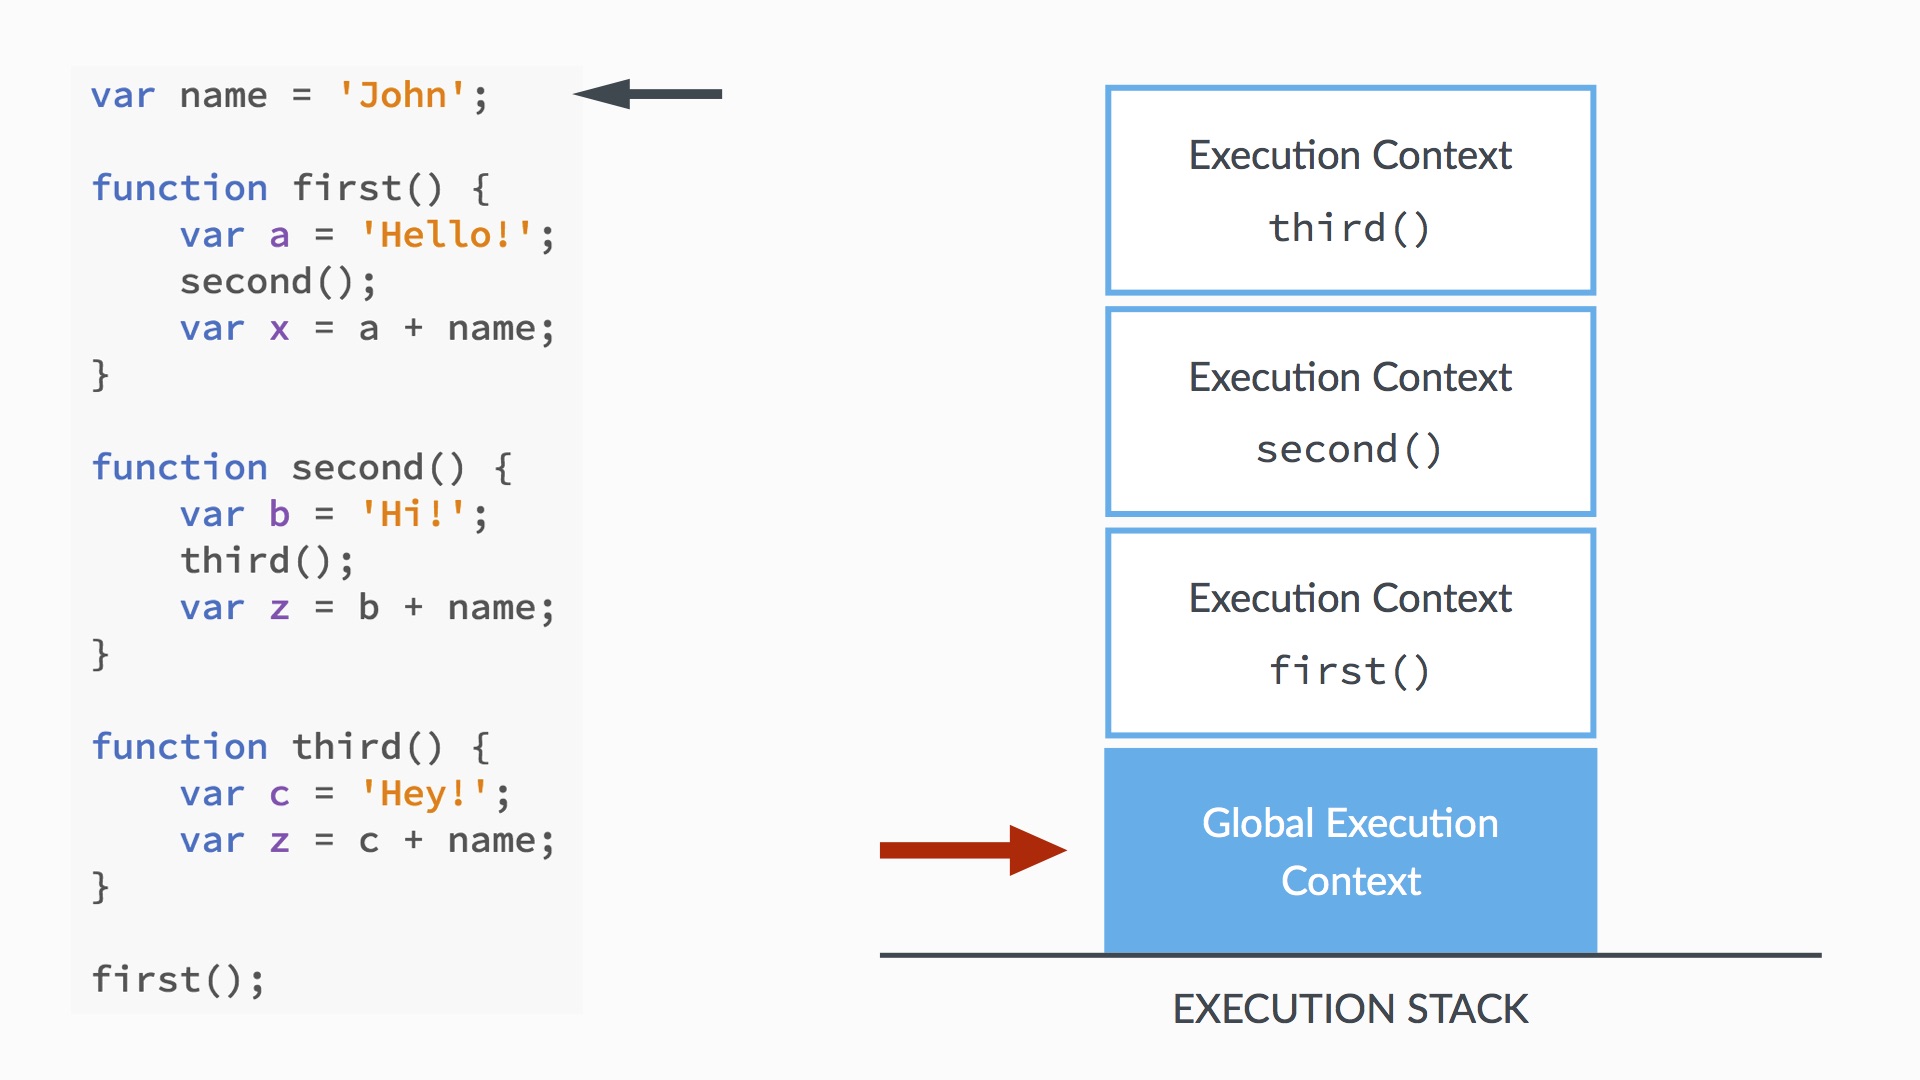 var name = 'John';
function first() {
    var a = 'Hello!';
    second();
    var x = a + name;
}
function second() {
    var b = 'Hi!';
    third();
    var z = b + name;
}
function third() {
    var c = 'Hey!';
    var z = c + name;
}
first();
Execution Context
third()
Execution Context
second()
Execution Context
first()
Global Execution
Context
EXECUTION STACK